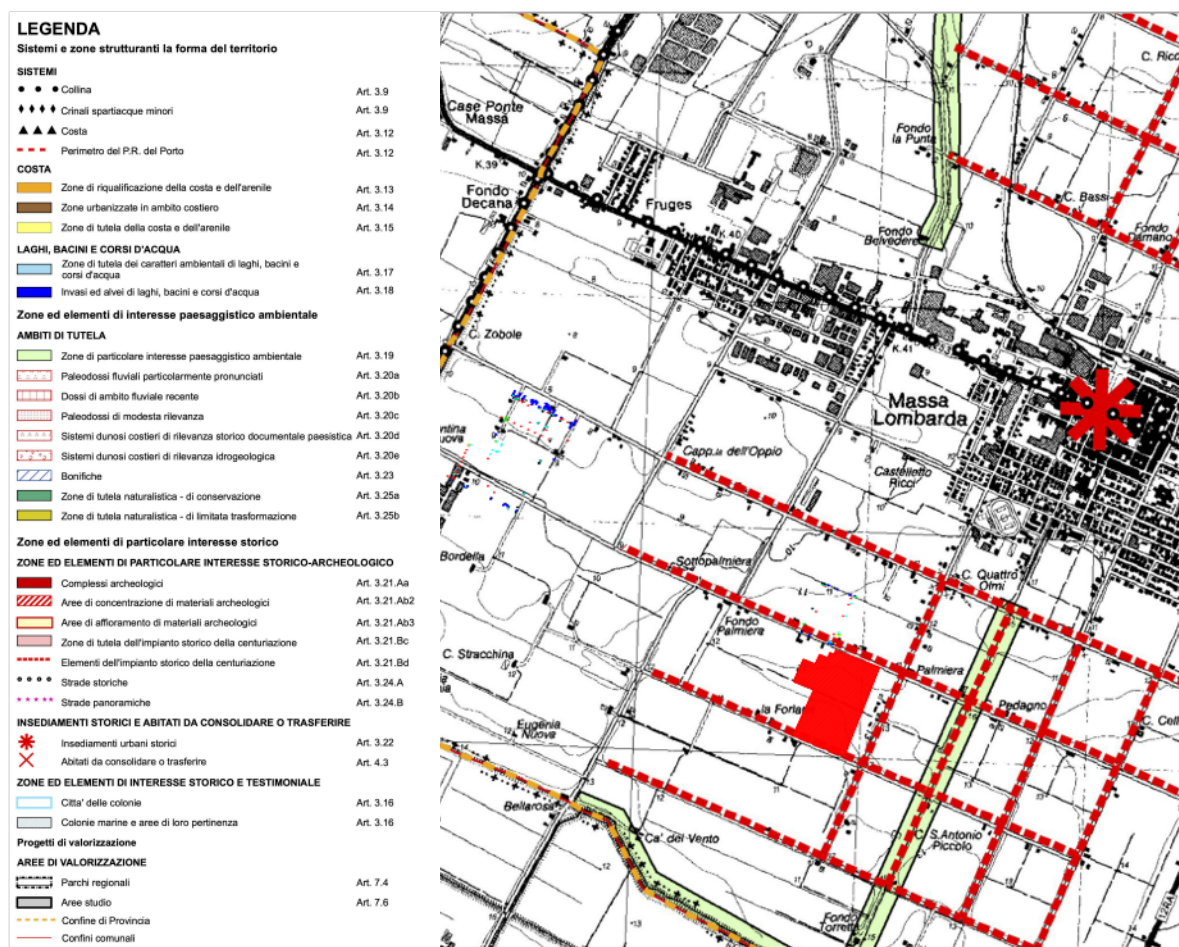 LEGENDA
Sistemi e zone strutturanti la forma del territorio
SISTEMI
Collina Art. 3.9
Crinali spartiacque minori Art. 3.9
Costa Art. 3.12
Perimetro del P.R. del Porto Art. 3.12
COSTA
Zone di riqualificazione della costa e dell'arenile Art. 3.13
Zone urbanizzate in ambito costiero Art. 3.14
Zone di tutela della costa e dell'arenile Art. 3.15
LAGHI, BACINI E CORSI D'ACQUA
Zone di tutela dei caratteri ambientali di laghi, bacini e
corsi d'acqua Art. 3.17
Invasi ed alvei di laghi, bacini e corsi d'acqua Art. 3.18
Zone ed elementi di interesse paesaggistico ambientale
AMBITI DI TUTELA
Zone di particolare interesse paesaggistico ambientale Art. 3.19
Paleodossi fluviali particolarmente pronunciati Art. 3.20a
Dossi di ambito fluviale recente Art. 3.20b
Paleodossi di modesta rilevanza Art. 3.20c
Sistemi dunosi costieri di rilevanza storico documentale paesistica Art. 3.20d
Sistemi dunosi costieri di rilevanza idrogeologica Art. 3.20e
Bonifiche Art. 3.23
Zone di tutela naturalistica - di conservazione Art. 3.25a
Zone di tutela naturalistica - di limitata trasformazione Art. 3.25b
Zone ed elementi di particolare interesse storico
ZONE ED ELEMENTI DI PARTICOLARE INTERESSE STORICO-ARCHEOLOGICO
Complessi archeologici Art. 3.21.Aa
Aree di concentrazione di materiali archeologici Art. 3.21.Ab2
Aree di affioramento di materiali archeologici Art. 3.21.Ab3
Zone di tutela dell'impianto storico della centuriazione Art. 3.21.Bc
Elementi dell'impianto storico della centuriazione Art. 3.21.Bd
Strade storiche Art. 3.24.A
Strade panoramiche Art. 3.24.B
INSEDIAMENTI STORICI E ABITATI DA CONSOLIDARE O TRASFERIRE
Insediamenti urbani storici Art. 3.22
Abitati da consolidare o trasferire Art. 4.3
ZONE ED ELEMENTI DI INTERESSE STORICO E TESTIMONIALE
Citta' delle colonie Art. 3.16
Colonie marine e aree di loro pertinenza Art. 3.16
Progetti di valorizzazione
AREE DI VALORIZZAZIONE
Parchi regionali Art. 7.4
Aree studio Art. 7.6
Confine di Provincia
Confini comunali
C. Ricc
Case Ponte
Massa
Fondo
la Punta
K.39
Fondo
Decana
Fruges
C. Bassi
K.40
Fondo
Belvedere
Fondo
Damano
C. Zobole
K.41
Massa
Lombarda
Capp.la dell'Oppio
Castelletto
Ricci
Bordella
Sottopalmiera
C. Quattro
Olmi
Fondo
Palmiera
C. Stracchina
Palmiera
la Forlan
C. Pedagno
C. Cell
Eugenia
Nuova
Bellarosa
Ca' del Vento
C. S.Antonio
Piccolo
Fondo
Torretta